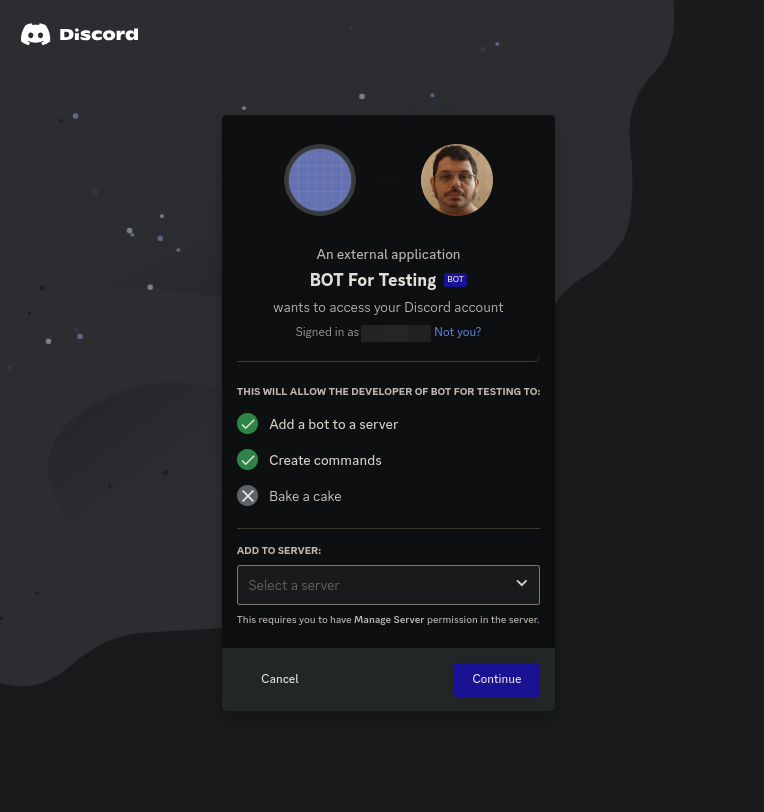 Discord
An external application
BOT For Testing BOT
wants to access your Discord account
Signed in as Not you?
THIS WILL ALLOW THE DEVELOPER OF BOT FOR TESTING TO:
Add a bot to a server
Create commands
Bake a cake
ADD TO SERVER:
Select a server
This requires you to have Manage Server permission in the server.
Cancel Continue